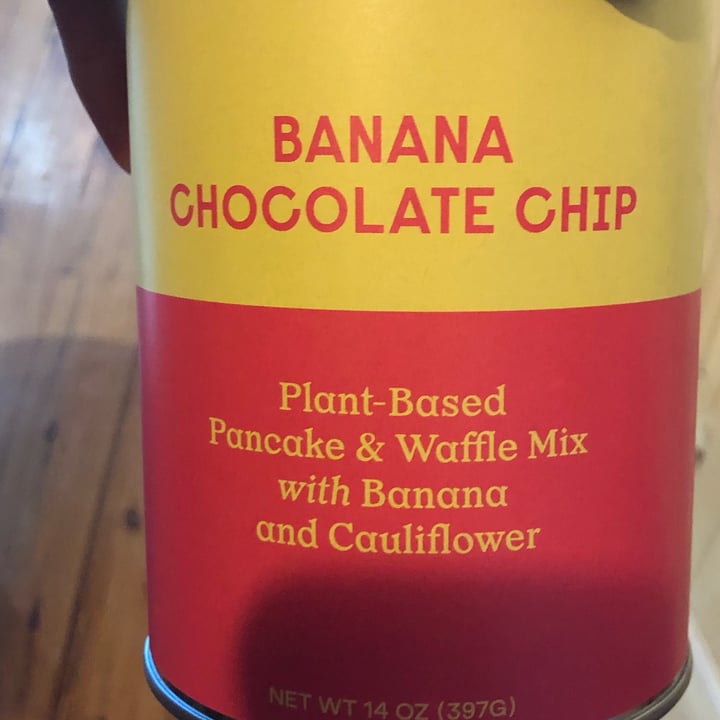 BANANA
CHOCOLATE CHIP
Plant-Based
Pancake & Waffle Mix
with Banana
and Cauliflower
NET WT 14 OZ (397G)